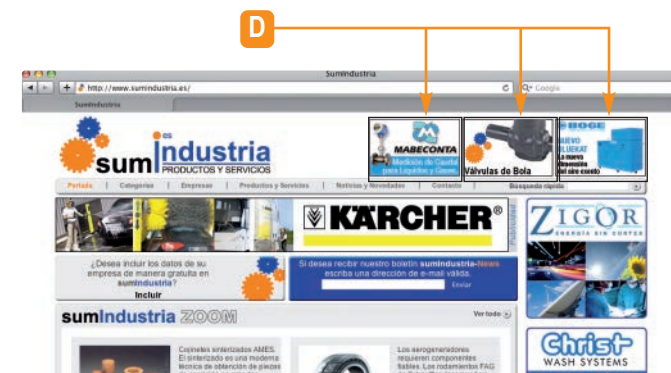 D
SumIndustria
http://www.sumindustria.es/
Google
SumIndustria
es
sumIndustria
PRODUCTOS Y SERVICIOS
MABECONTA
Medición de Caudal
para Líquidos y Gases
Válvulas de Bola
BOGE
NUEVO
BLUEKAT
La nueva
dimensión
del aire exento
Portada | Categorías | Empresas | Productos y Servicios | Noticias y Novedades | Contacto | Búsqueda rápida
KÄRCHER®
Publicidad
ZIGOR
ENERGÍA SIN CORTES
¿Desea incluir los datos de su
empresa de manera gratuita en
sumindustria?
Incluir
Si desea recibir nuestro boletín sumindustria-News
escriba una dirección de e-mail válida.
Enviar
sumIndustria ZOOM
Ver todo
Cojinetes sinterizados AMES.
El sinterizado es una moderna
técnica de obtención de piezas
Los aerogeneradores
requieren componentes
fiables. Los rodamientos FAG
Christ
WASH SYSTEMS